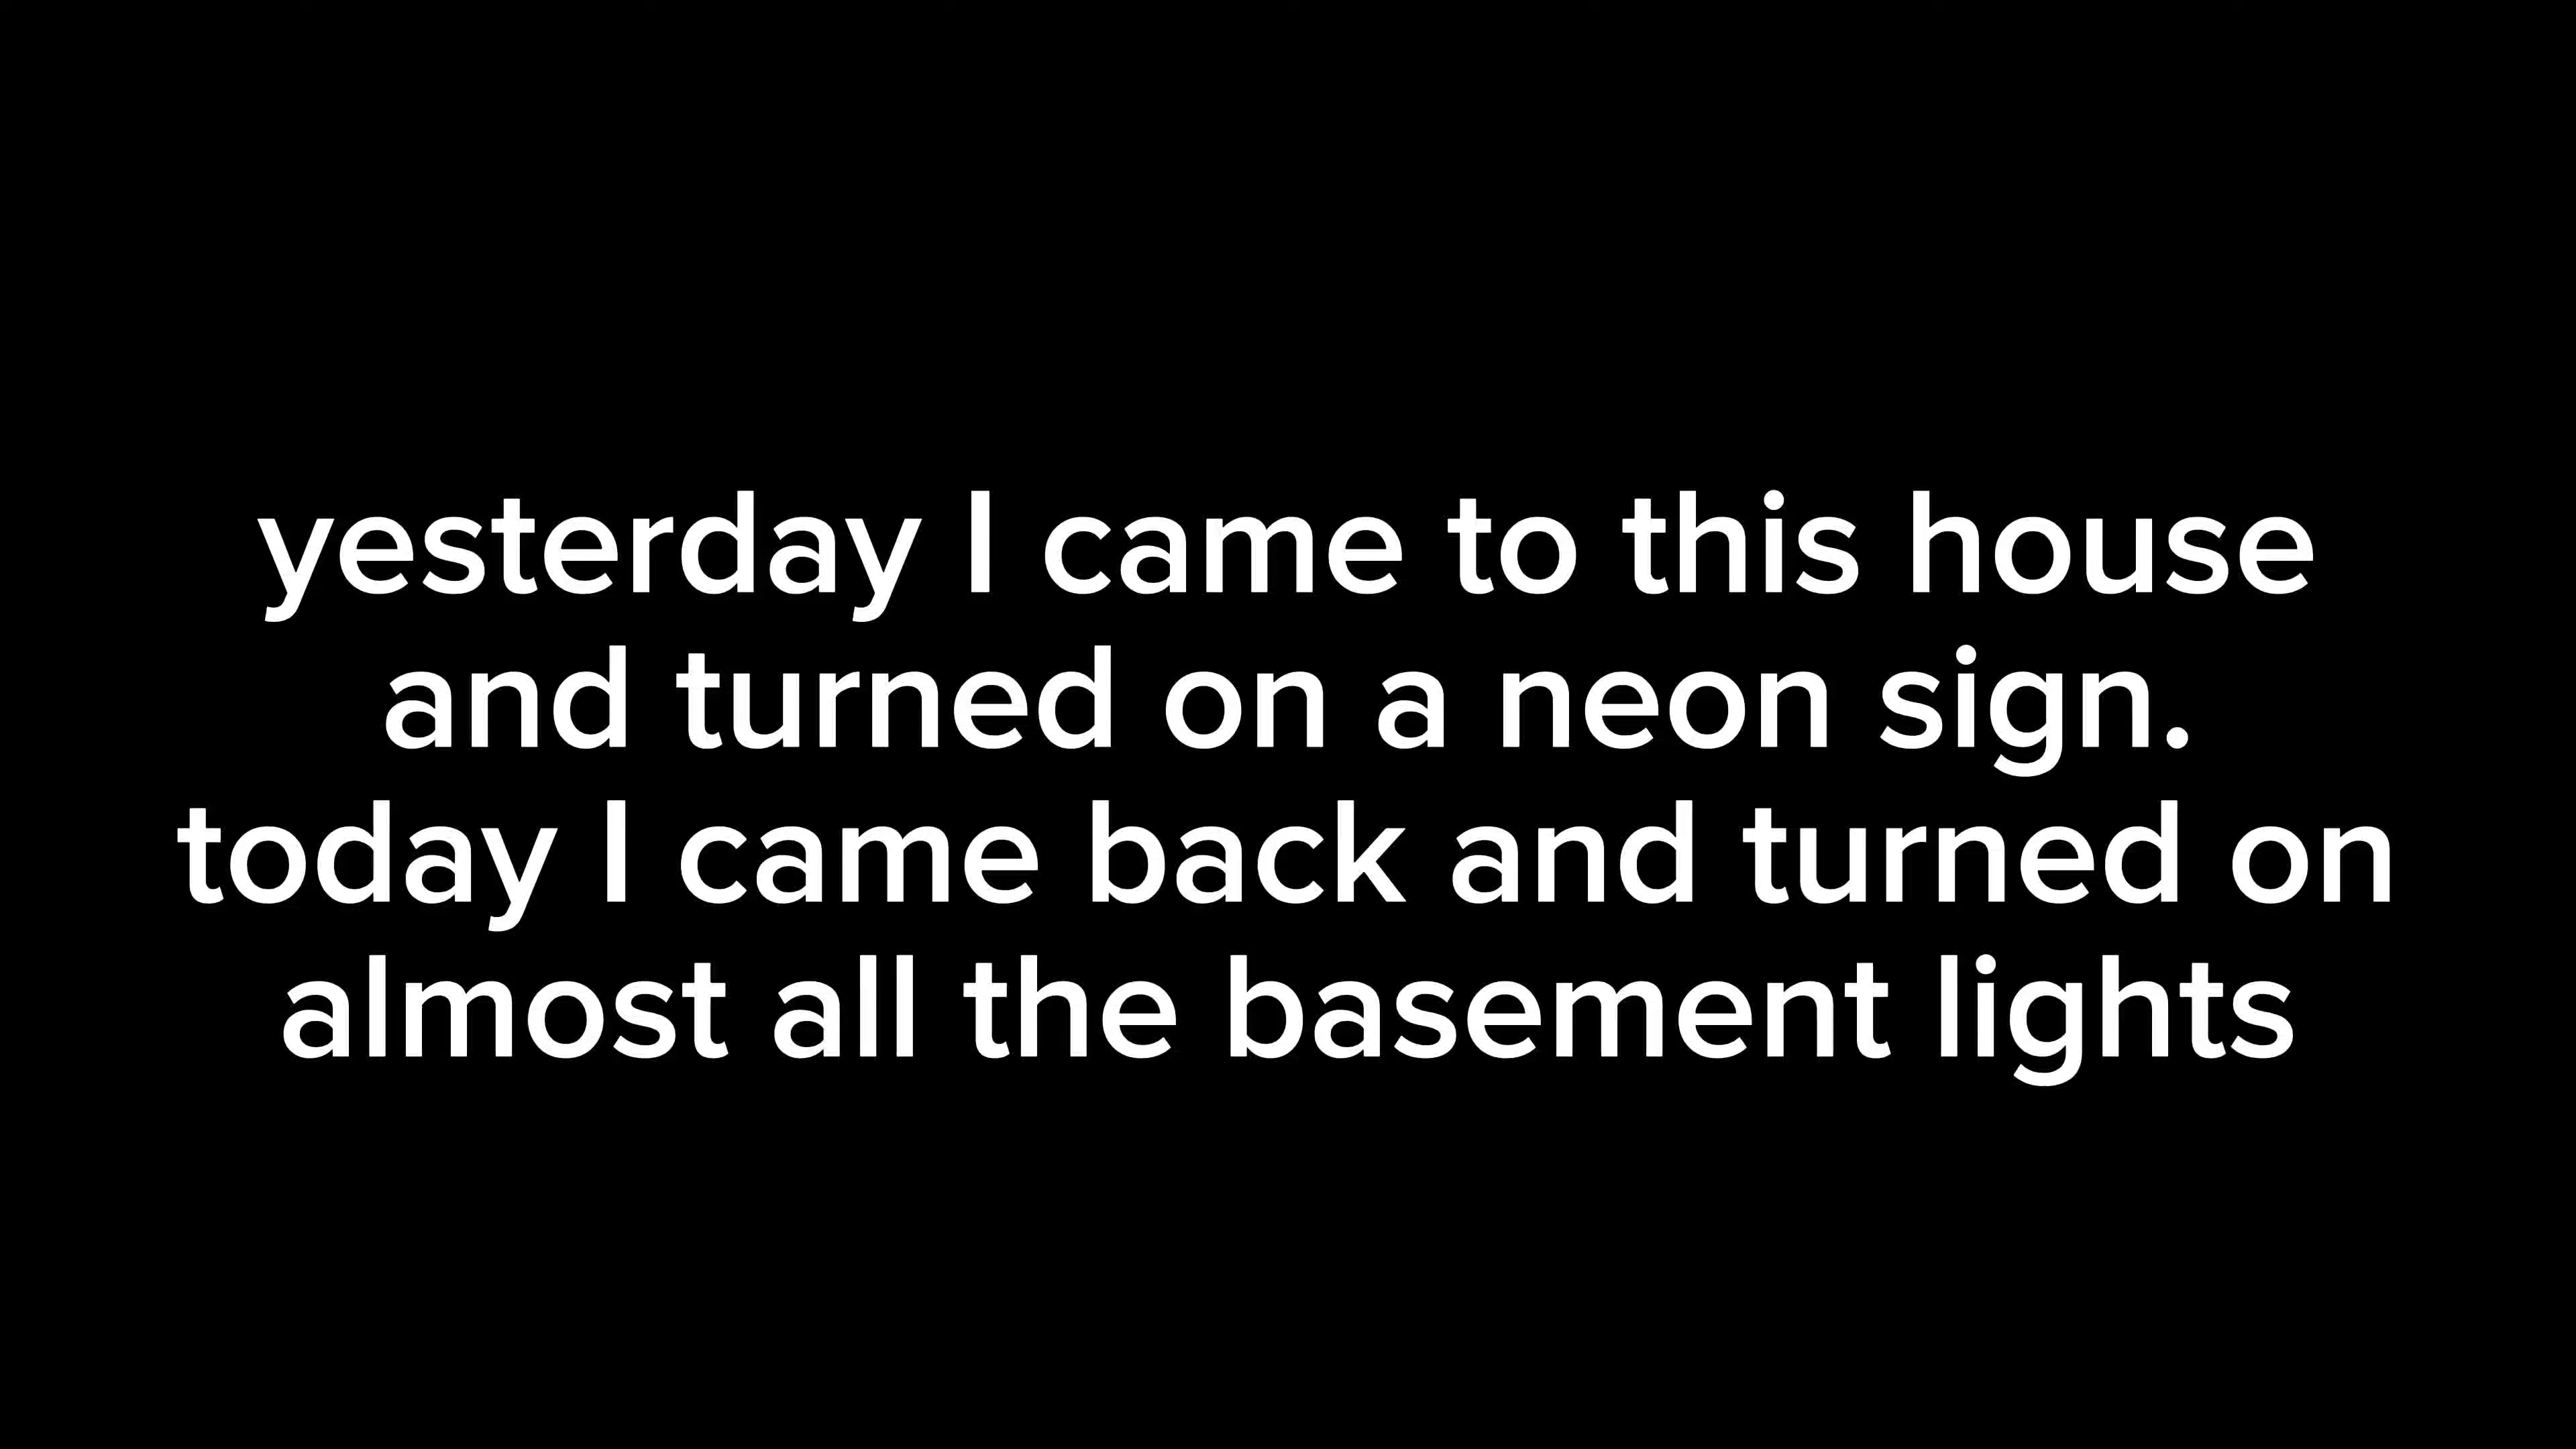 yesterday I came to this house
and turned on a neon sign.
today I came back and turned on
almost all the basement lights